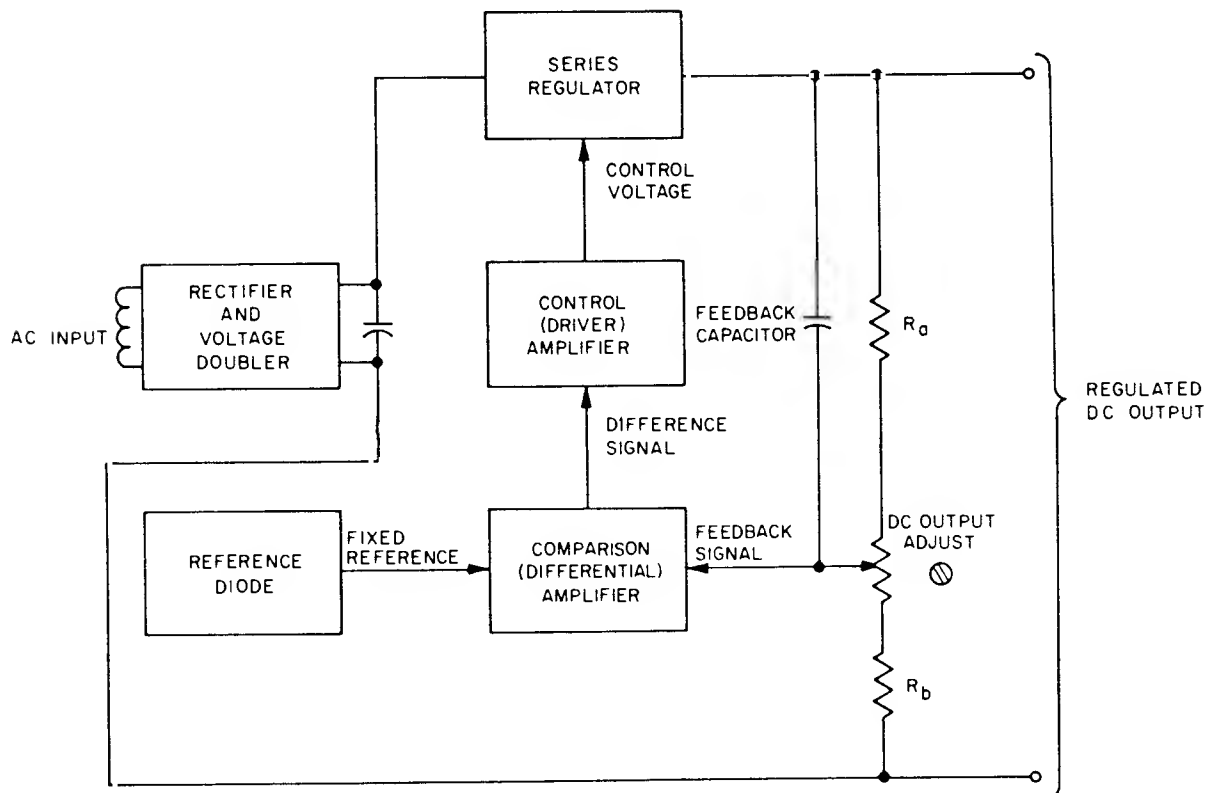 SERIES
REGULATOR
CONTROL
VOLTAGE
AC INPUT
RECTIFIER
AND
VOLTAGE
DOUBLER
CONTROL
(DRIVER)
AMPLIFIER
FEEDBACK
CAPACITOR
Ra
REGULATED
DC OUTPUT
DIFFERENCE
SIGNAL
REFERENCE
DIODE
FIXED
REFERENCE
COMPARISON
(DIFFERENTIAL)
AMPLIFIER
FEEDBACK
SIGNAL
DC OUTPUT
ADJUST
Rb